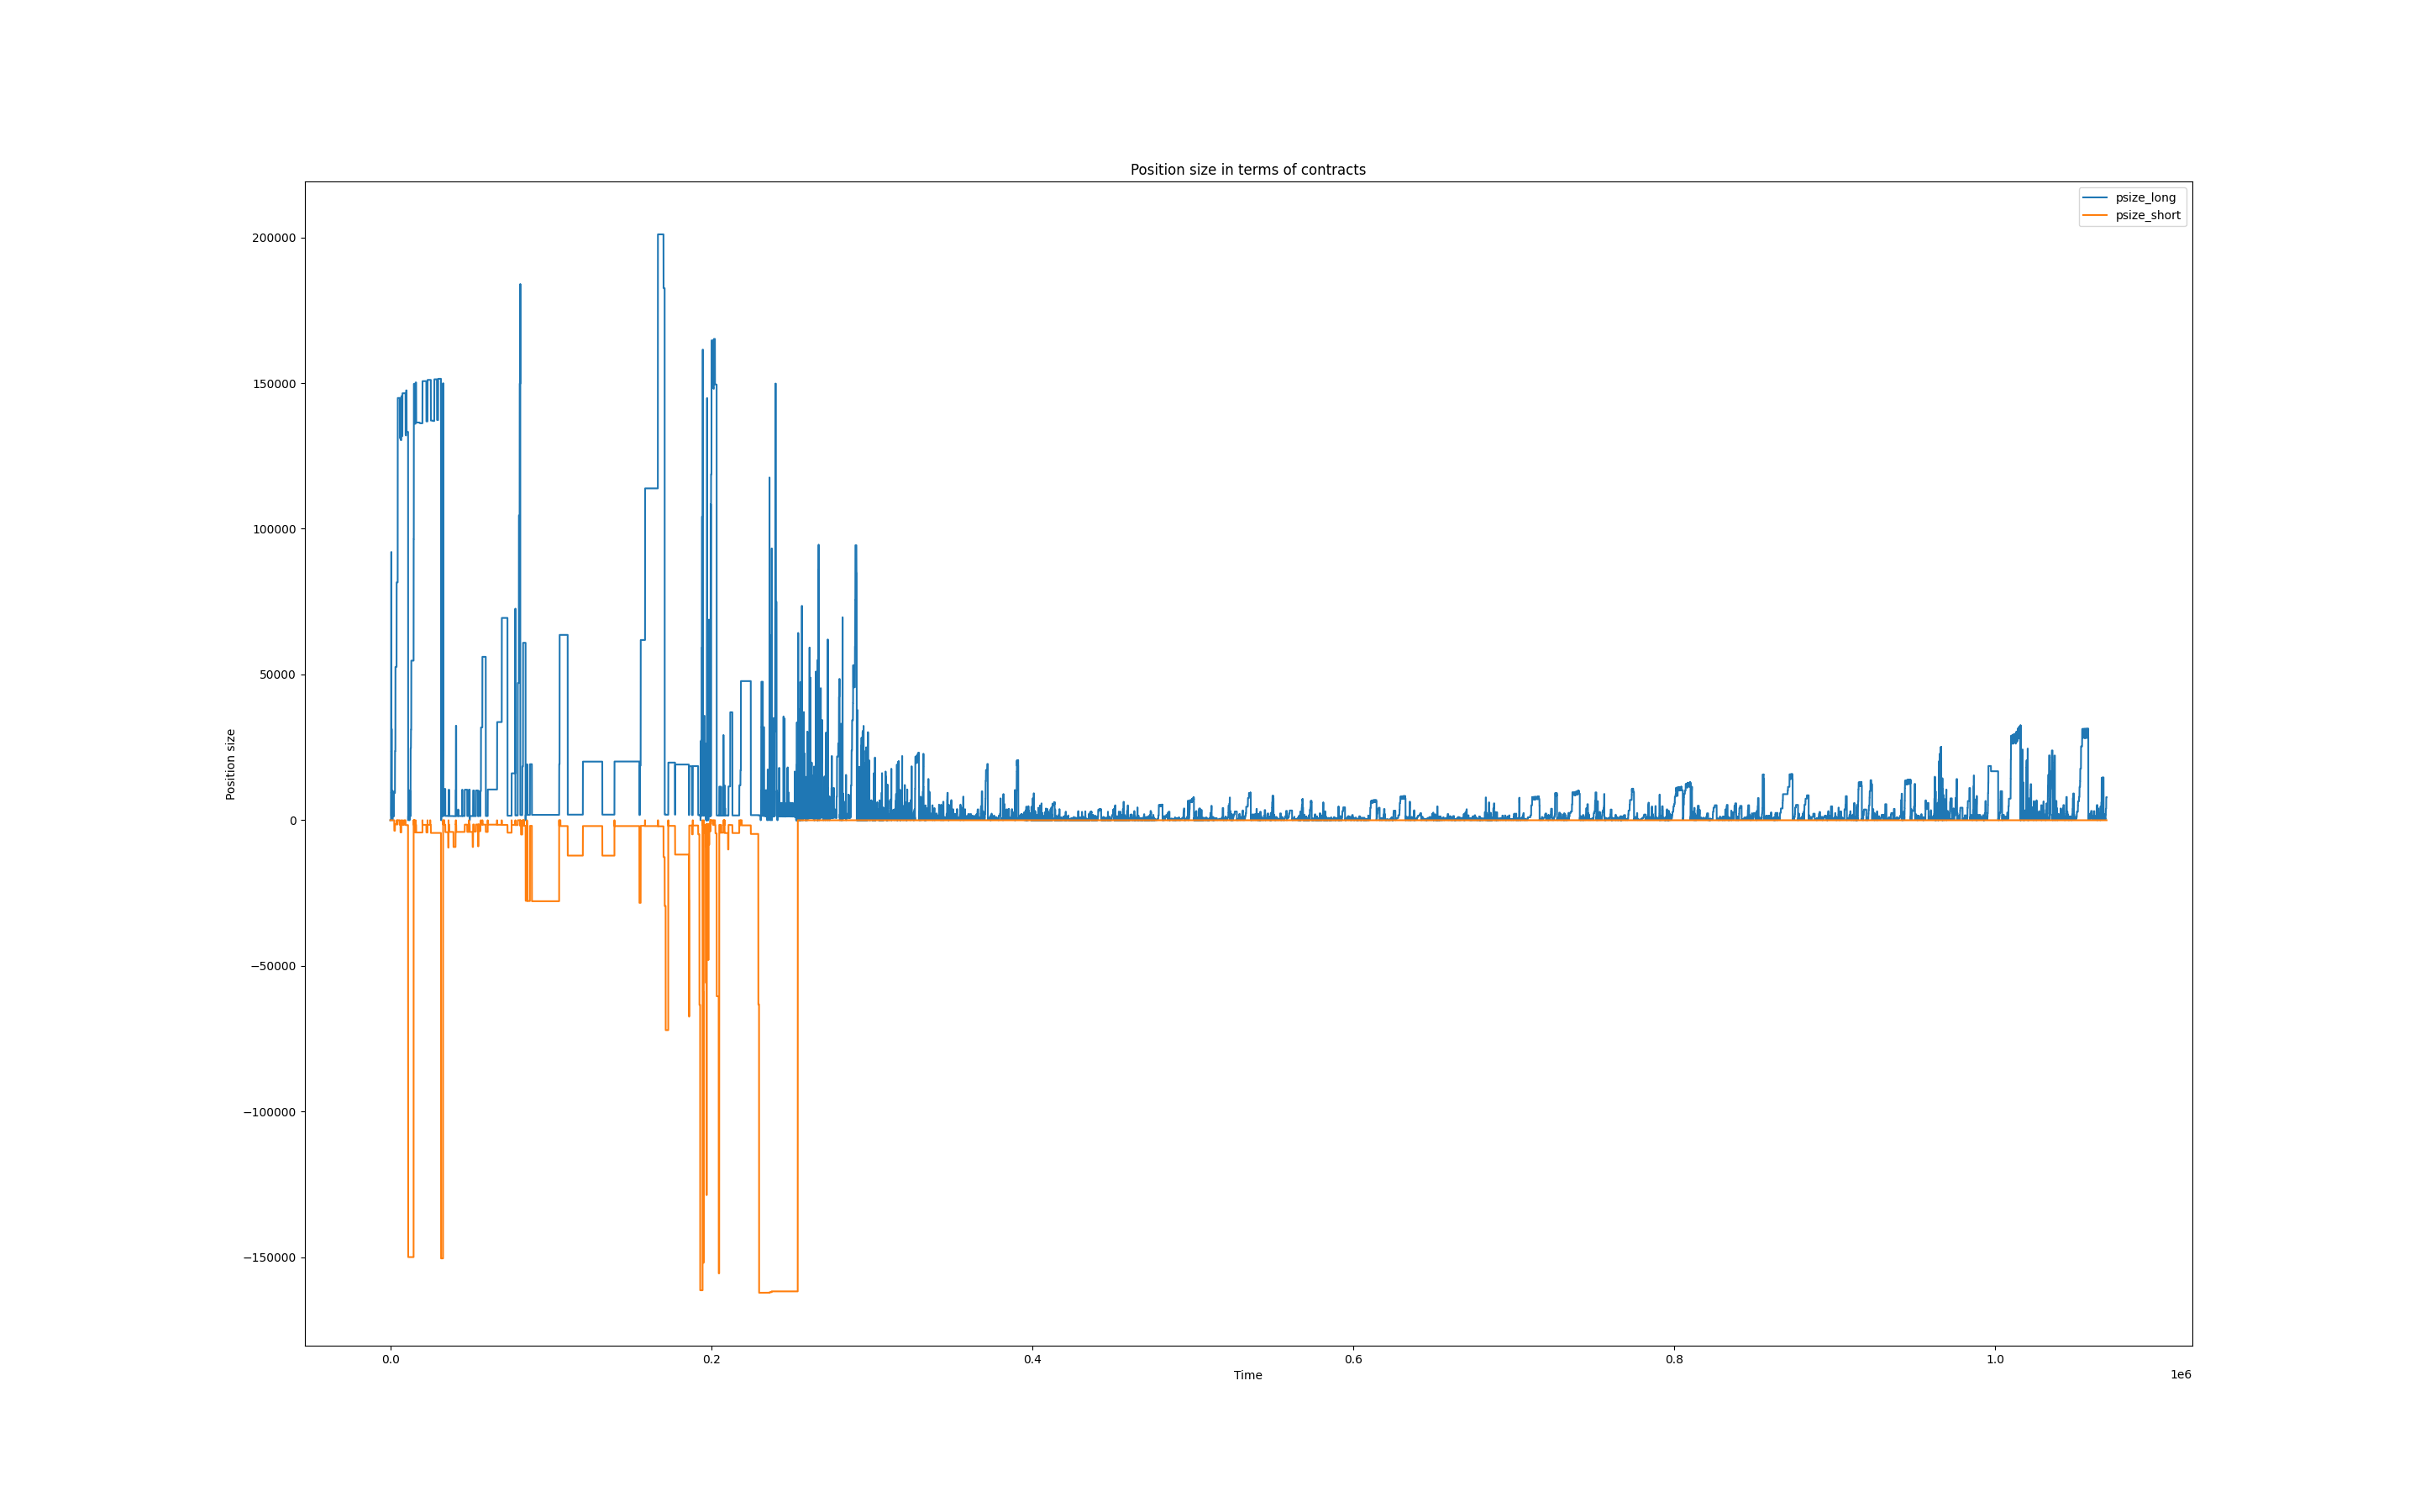 Position size in terms of contracts
psize_long
psize_short
200000
150000
100000
50000
0
−50000
−100000
−150000
Position size
0.0 0.2 0.4 0.6 0.8 1.0
Time
1e6